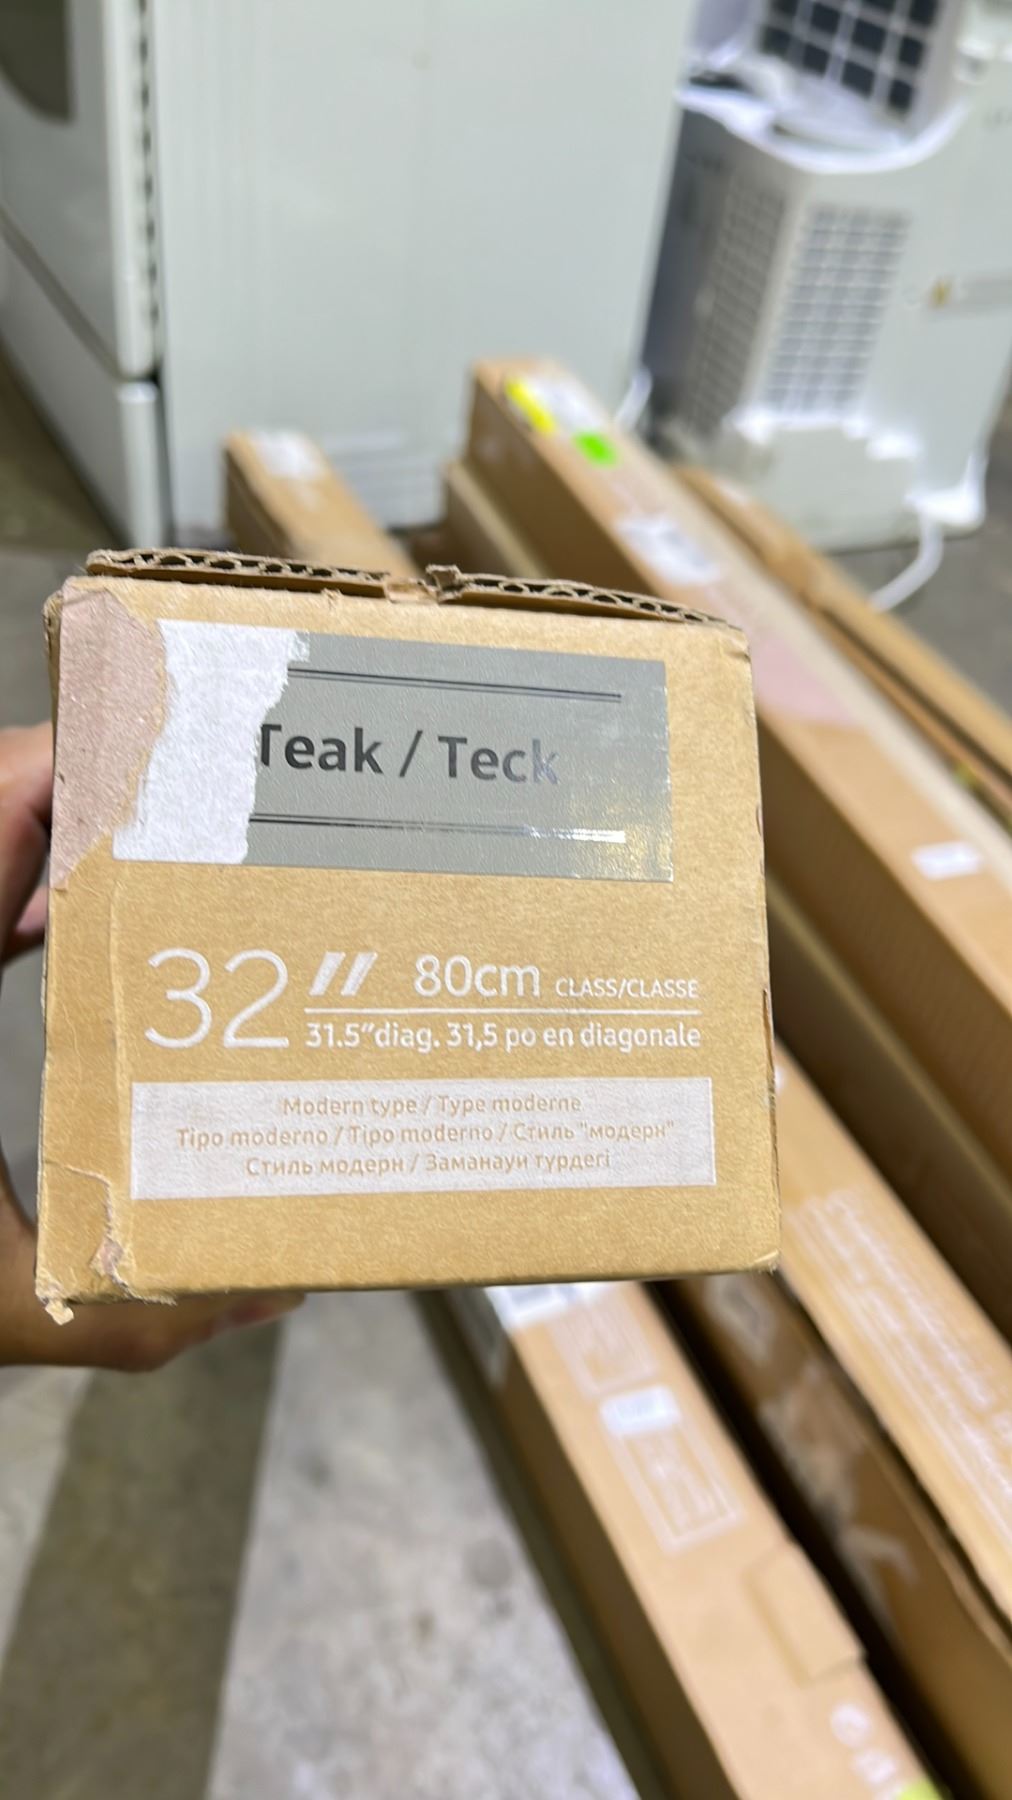 Teak / Teck
32" 80cm CLASS/CLASSE
31.5"diag. 31,5 po en diagonale
Modern type / Type moderne
Tipo moderno / Tipo moderno / Стиль "модерн"
Стиль модерн / Заманауи түрдегі